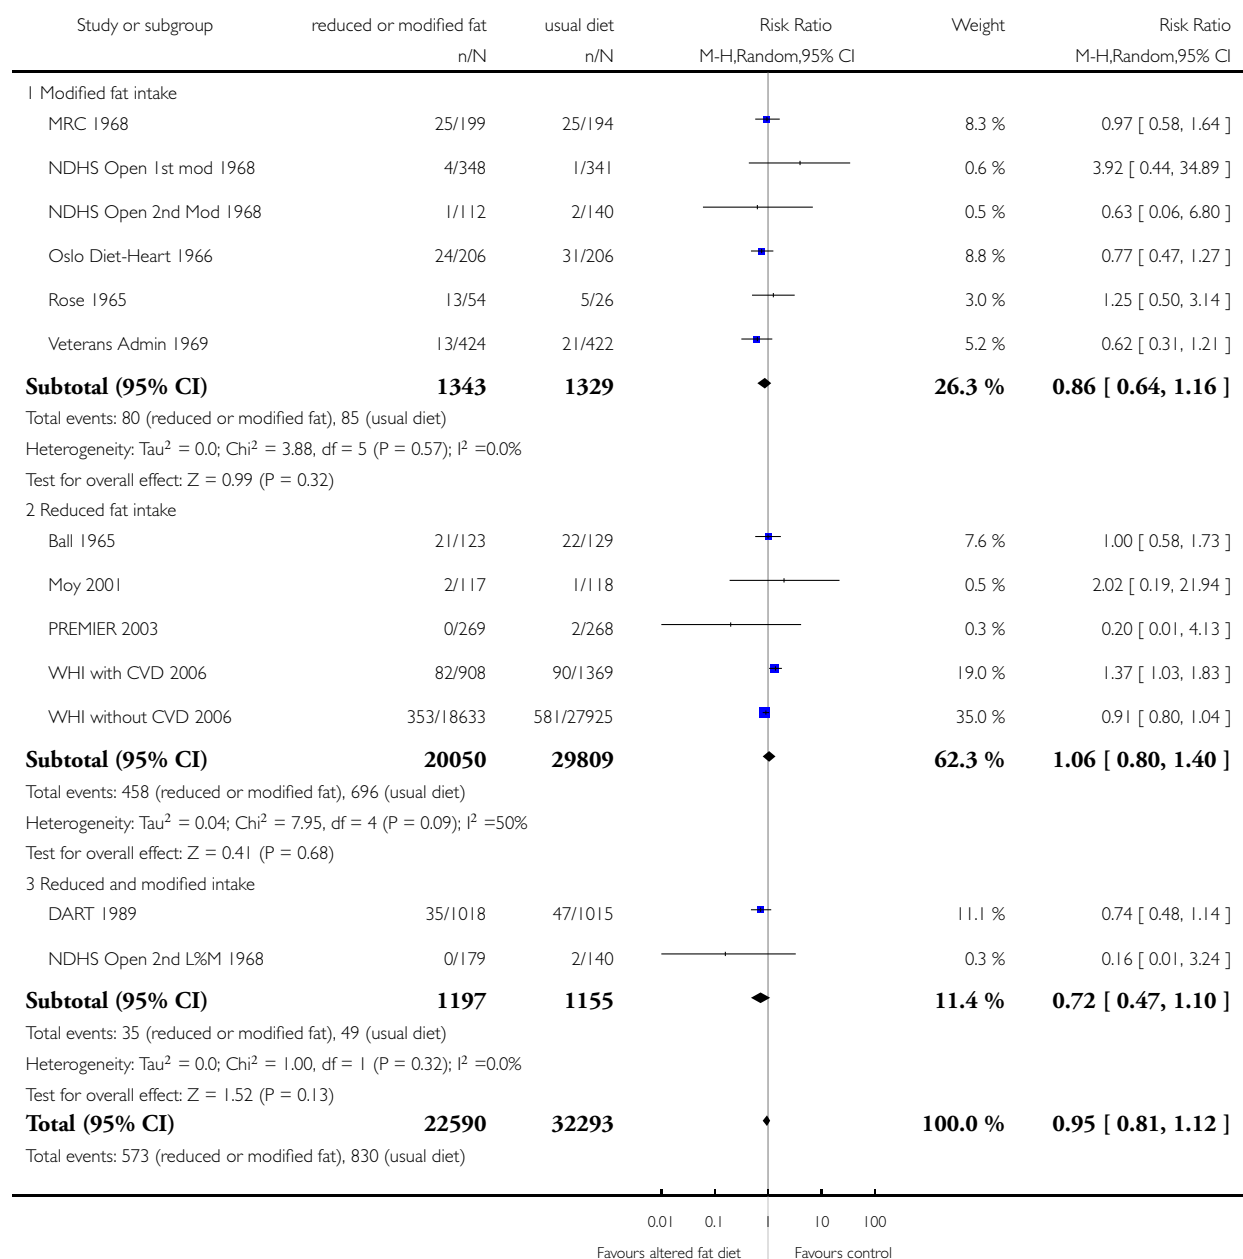 Study or subgroup reduced or modified fat usual diet Risk Ratio Weight Risk Ratio
n/N n/N M-H,Random,95% CI M-H,Random,95% CI
1 Modified fat intake
MRC 1968 25/199 25/194 8.3 % 0.97 [ 0.58, 1.64 ]
NDHS Open 1st mod 1968 4/348 1/341 0.6 % 3.92 [ 0.44, 34.89 ]
NDHS Open 2nd Mod 1968 1/112 2/140 0.5 % 0.63 [ 0.06, 6.80 ]
Oslo Diet-Heart 1966 24/206 31/206 8.8 % 0.77 [ 0.47, 1.27 ]
Rose 1965 13/54 5/26 3.0 % 1.25 [ 0.50, 3.14 ]
Veterans Admin 1969 13/424 21/422 5.2 % 0.62 [ 0.31, 1.21 ]
Subtotal (95% CI) 1343 1329 26.3 % 0.86 [ 0.64, 1.16 ]
Total events: 80 (reduced or modified fat), 85 (usual diet)
Heterogeneity: Tau² = 0.0; Chi² = 3.88, df = 5 (P = 0.57); I² =0.0%
Test for overall effect: Z = 0.99 (P = 0.32)
2 Reduced fat intake
Ball 1965 21/123 22/129 7.6 % 1.00 [ 0.58, 1.73 ]
Moy 2001 2/117 1/118 0.5 % 2.02 [ 0.19, 21.94 ]
PREMIER 2003 0/269 2/268 0.3 % 0.20 [ 0.01, 4.13 ]
WHI with CVD 2006 82/908 90/1369 19.0 % 1.37 [ 1.03, 1.83 ]
WHI without CVD 2006 353/18633 581/27925 35.0 % 0.91 [ 0.80, 1.04 ]
Subtotal (95% CI) 20050 29809 62.3 % 1.06 [ 0.80, 1.40 ]
Total events: 458 (reduced or modified fat), 696 (usual diet)
Heterogeneity: Tau² = 0.04; Chi² = 7.95, df = 4 (P = 0.09); I² =50%
Test for overall effect: Z = 0.41 (P = 0.68)
3 Reduced and modified intake
DART 1989 35/1018 47/1015 11.1 % 0.74 [ 0.48, 1.14 ]
NDHS Open 2nd L%M 1968 0/179 2/140 0.3 % 0.16 [ 0.01, 3.24 ]
Subtotal (95% CI) 1197 1155 11.4 % 0.72 [ 0.47, 1.10 ]
Total events: 35 (reduced or modified fat), 49 (usual diet)
Heterogeneity: Tau² = 0.0; Chi² = 1.00, df = 1 (P = 0.32); I² =0.0%
Test for overall effect: Z = 1.52 (P = 0.13)
Total (95% CI) 22590 32293 100.0 % 0.95 [ 0.81, 1.12 ]
Total events: 573 (reduced or modified fat), 830 (usual diet)
0.01 0.1 1 10 100
Favours altered fat diet Favours control